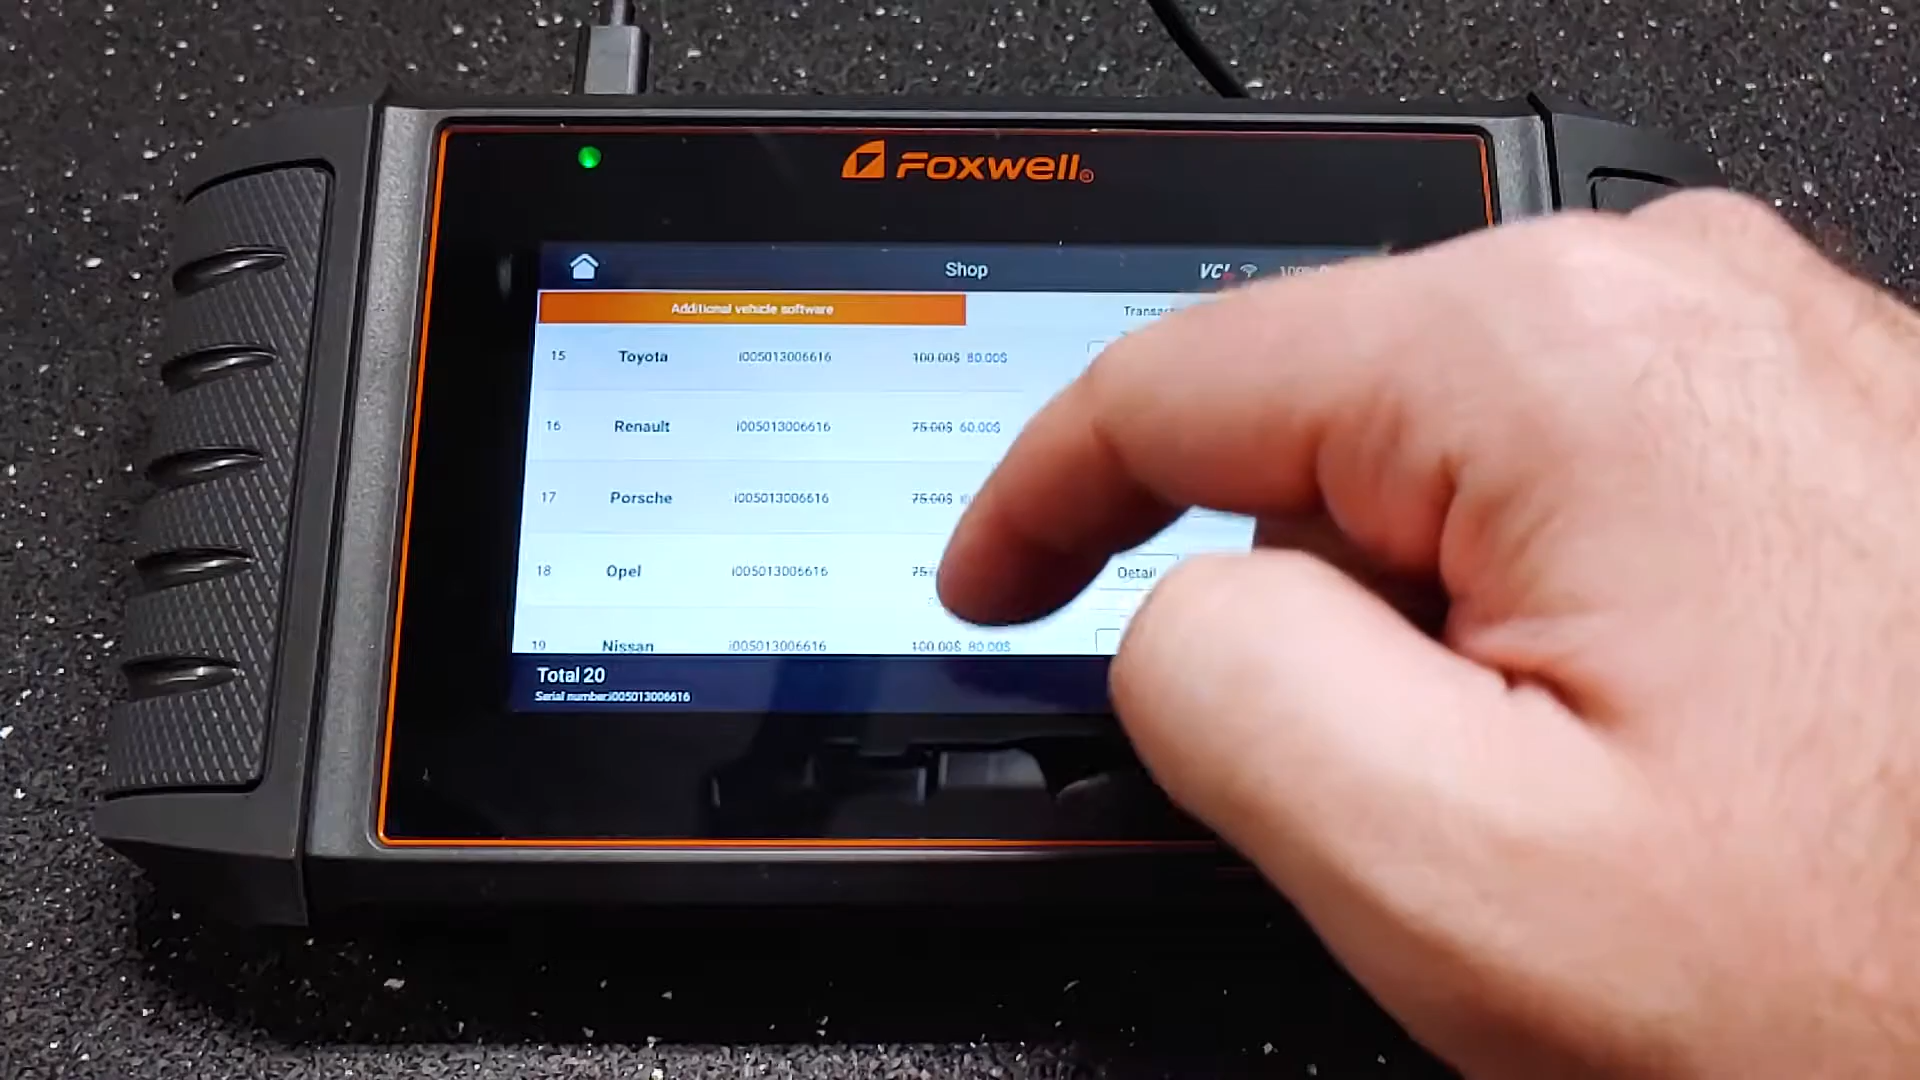 Foxwell®
Shop VCI 100%
Additional vehicle software
15 Toyota i005013006616 100.00$ 80.00$
16 Renault i005013006616 75.00$ 60.00$
17 Porsche i005013006616 75.00$
18 Opel i005013006616 Detail
19 Nissan i005013006616 100.00$ 80.00$
Total 20
Serial number:i005013006616